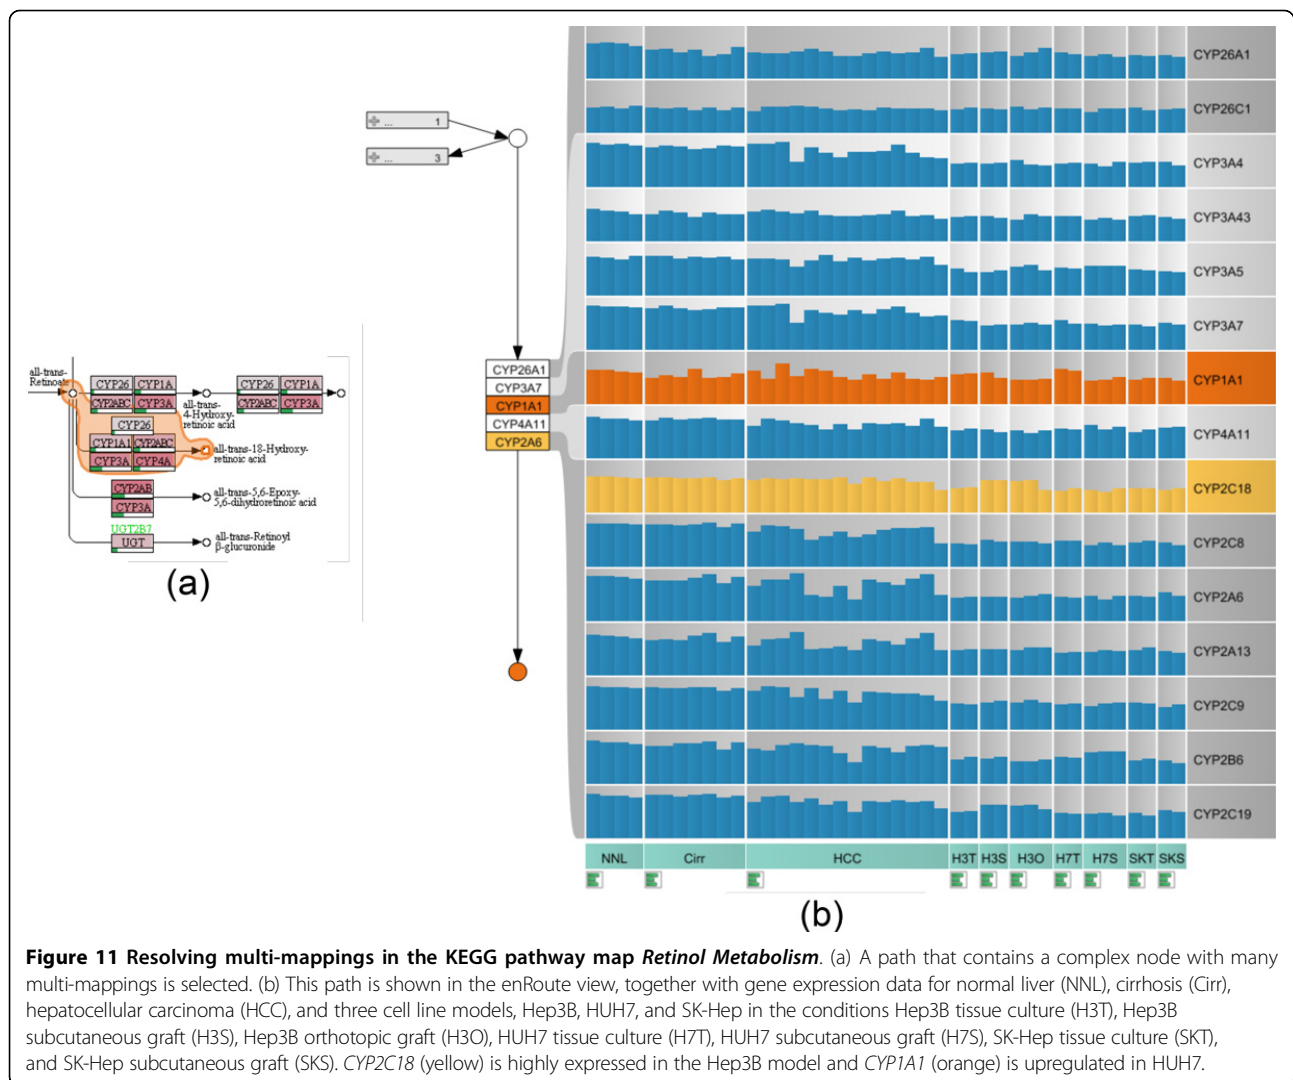 ... 1
... 3
CYP26A1
CYP3A7
CYP1A1
CYP4A11
CYP2A6
CYP26A1
CYP26C1
CYP3A4
CYP3A43
CYP3A5
CYP3A7
CYP1A1
CYP4A11
CYP2C18
CYP2C8
CYP2A6
CYP2A13
CYP2C9
CYP2B6
CYP2C19
NNL Cirr HCC H3T H3S H3O H7T H7S SKT SKS
all-trans-
Retinoate
CYP26 CYP1A
CYP2ABC CYP3A
all-trans-
4-Hydroxy-
retinoic acid
CYP26 CYP1A
CYP2ABC CYP3A
CYP26
CYP1A1 CYP2ABC
CYP3A CYP4A
all-trans-18-Hydroxy-
retinoic acid
CYP2AB
CYP3A
all-trans-5,6-Epoxy-
5,6-dihydroretinoic acid
UGT2B7
UGT
all-trans-Retinoyl
β-glucuronide
(a)
(b)
Figure 11 Resolving multi-mappings in the KEGG pathway map Retinol Metabolism. (a) A path that contains a complex node with many
multi-mappings is selected. (b) This path is shown in the enRoute view, together with gene expression data for normal liver (NNL), cirrhosis (Cirr),
hepatocellular carcinoma (HCC), and three cell line models, Hep3B, HUH7, and SK-Hep in the conditions Hep3B tissue culture (H3T), Hep3B
subcutaneous graft (H3S), Hep3B orthotopic graft (H3O), HUH7 tissue culture (H7T), HUH7 subcutaneous graft (H7S), SK-Hep tissue culture (SKT),
and SK-Hep subcutaneous graft (SKS). CYP2C18 (yellow) is highly expressed in the Hep3B model and CYP1A1 (orange) is upregulated in HUH7.